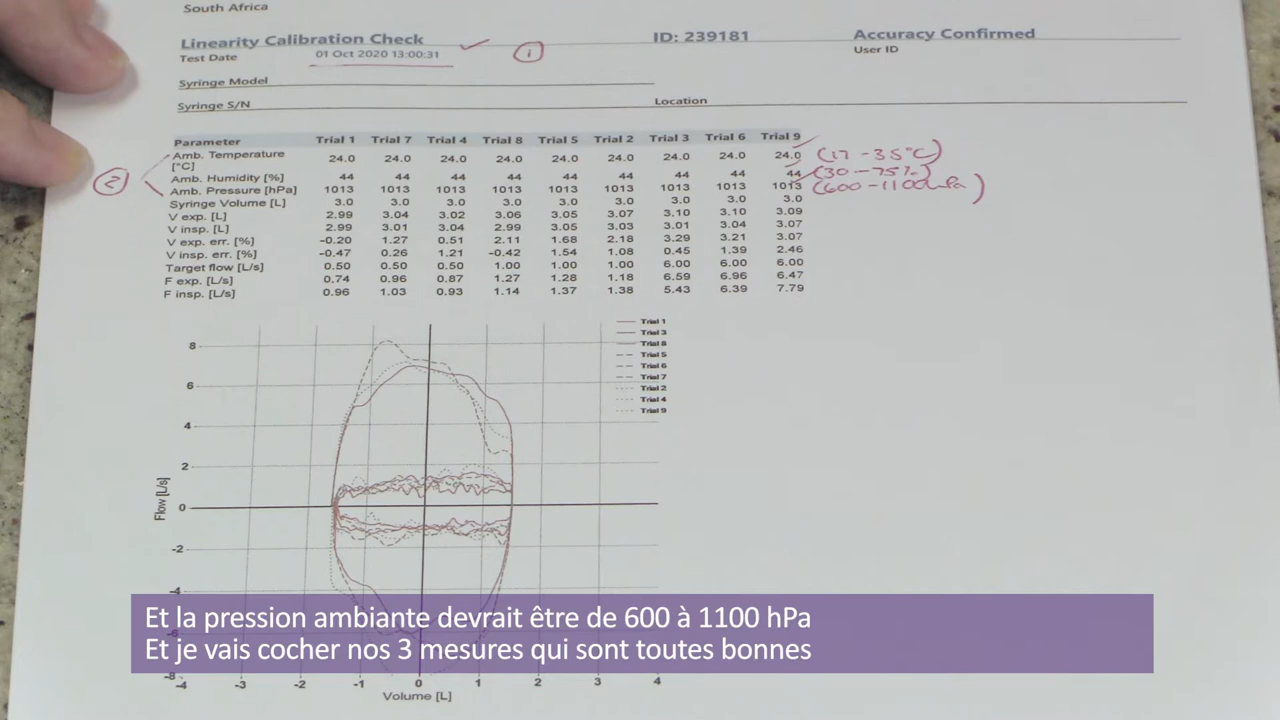 South Africa
Linearity Calibration Check ID: 239181 Accuracy Confirmed
Test Date 01 Oct 2020 13:00:31 User ID
1
Syringe Model
Syringe S/N Location
Parameter Trial 1 Trial 7 Trial 4 Trial 8 Trial 5 Trial 2 Trial 3 Trial 6 Trial 9
Amb. Temperature [°C] 24.0 24.0 24.0 24.0 24.0 24.0 24.0 24.0 24.0 (17 - 35°C)
2
Amb. Humidity [%] 44 44 44 44 44 44 44 44 44 (30 - 75%)
Amb. Pressure [hPa] 1013 1013 1013 1013 1013 1013 1013 1013 1013 (600 - 1100hPa)
Syringe Volume [L] 3.0 3.0 3.0 3.0 3.0 3.0 3.0 3.0 3.0
V exp. [L] 2.99 3.04 3.02 3.06 3.05 3.07 3.10 3.10 3.09
V insp. [L] 2.99 3.01 3.04 2.99 3.05 3.03 3.01 3.04 3.07
V exp. err. [%] -0.20 1.27 0.51 2.11 1.68 2.18 3.29 3.21 3.07
V insp. err. [%] -0.47 0.26 1.21 -0.42 1.54 1.08 0.45 1.39 2.46
Target flow [L/s] 0.50 0.50 0.50 1.00 1.00 1.00 6.00 6.00 6.00
F exp. [L/s] 0.74 0.96 0.87 1.27 1.28 1.18 6.59 6.96 6.47
F insp. [L/s] 0.96 1.03 0.93 1.14 1.37 1.38 5.43 6.39 7.79
Trial 1
Trial 3
Trial 8
Trial 5
Trial 6
Trial 7
Trial 2
Trial 4
Trial 9
8
6
4
2
0
-2
-4
-6
-8
Flow [L/s]
-4 -3 -2 -1 0 1 2 3 4
Volume [L]
Et la pression ambiante devrait être de 600 à 1100 hPa
Et je vais cocher nos 3 mesures qui sont toutes bonnes